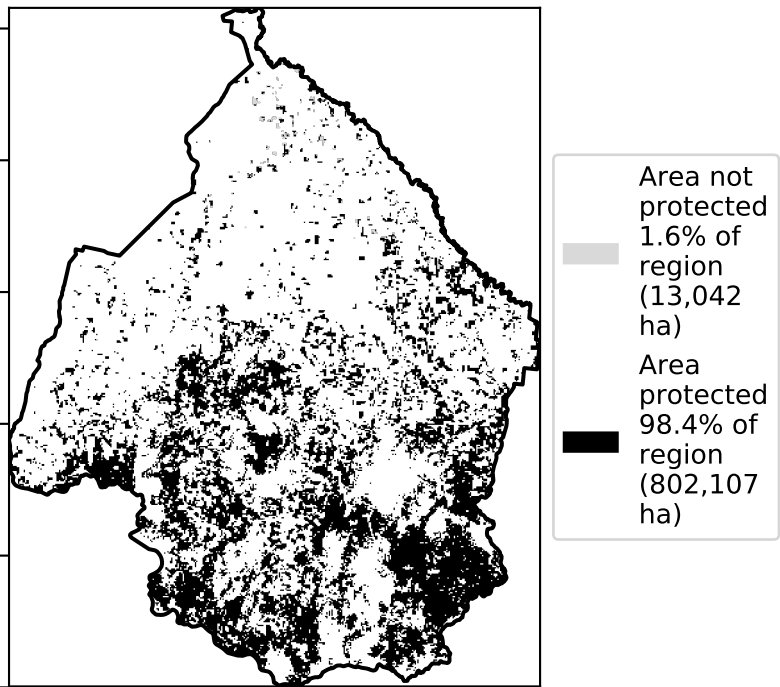 Area not
protected
1.6% of
region
(13,042
ha)
Area
protected
98.4% of
region
(802,107
ha)